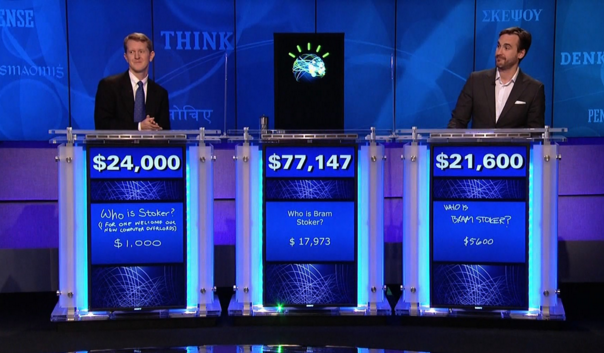 ENSE
THINK
ΣΚΕΨΟΥ
DENK
PEN
$24,000
$77,147
$21,600
Who is Stoker?
(I FOR ONE WELCOME OUR
NEW COMPUTER OVERLORDS)
$1,000
Who is Bram
Stoker?
$ 17,973
WHO IS
BRAM STOKER?
$5600